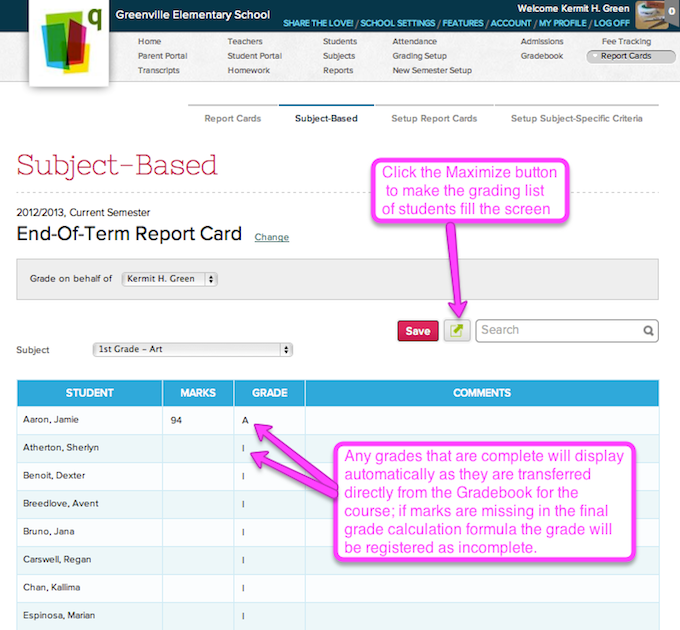 q
Greenville Elementary School
Welcome Kermit H. Green
0
SHARE THE LOVE! / SCHOOL SETTINGS / FEATURES / ACCOUNT / MY PROFILE / LOG OFF
Home Teachers Students Attendance Admissions Fee Tracking
Parent Portal Student Portal Subjects Grading Setup Gradebook Report Cards
Transcripts Homework Reports New Semester Setup
Report Cards Subject-Based Setup Report Cards Setup Subject-Specific Criteria
Subject-Based
Click the Maximize button
to make the grading list
of students fill the screen
2012/2013, Current Semester
End-Of-Term Report Card Change
Grade on behalf of Kermit H. Green
Save Search
Subject 1st Grade - Art
STUDENT MARKS GRADE COMMENTS
Aaron, Jamie 94 A
Atherton, Sherlyn I
Benoit, Dexter I
Breedlove, Avent I
Bruno, Jana I
Carswell, Regan I
Chan, Kallima I
Espinosa, Marian I
Any grades that are complete will display
automatically as they are transferred
directly from the Gradebook for the
course; if marks are missing in the final
grade calculation formula the grade will
be registered as incomplete.